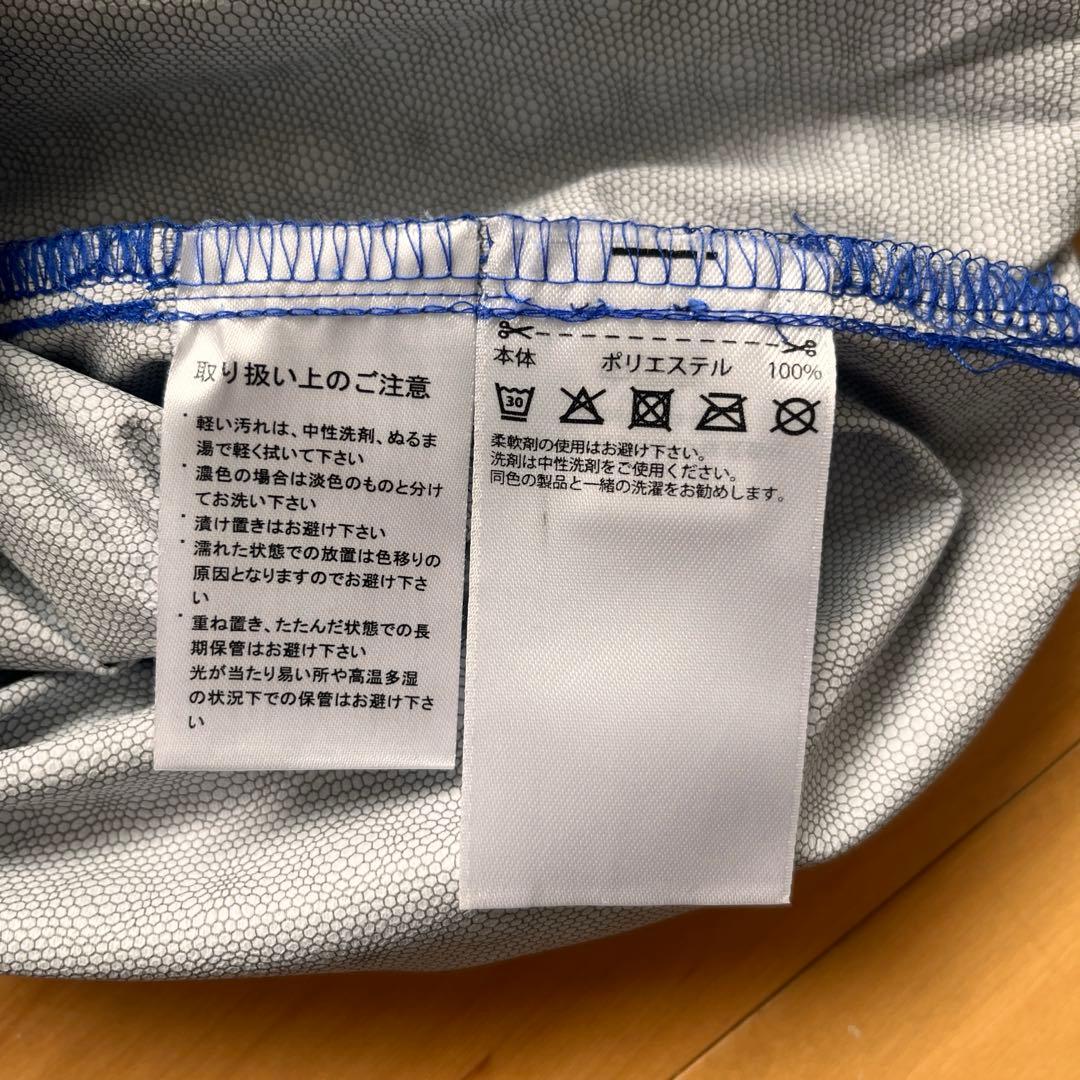 取り扱い上のご注意
・軽い汚れは、中性洗剤、ぬるま
湯で軽く拭いて下さい
・濃色の場合は淡色のものと分け
てお洗い下さい
・漬け置きはお避け下さい
・濡れた状態での放置は色移りの
原因となりますのでお避け下さ
い
・重ね置き、たたんだ状態での長
期保管はお避け下さい
光が当たり易い所や高温多湿
の状況下での保管はお避け下さ
い
本体 ポリエステル 100%
30
柔軟剤の使用はお避け下さい。
洗剤は中性洗剤をご使用ください。
同色の製品と一緒の洗濯をお勧めします。